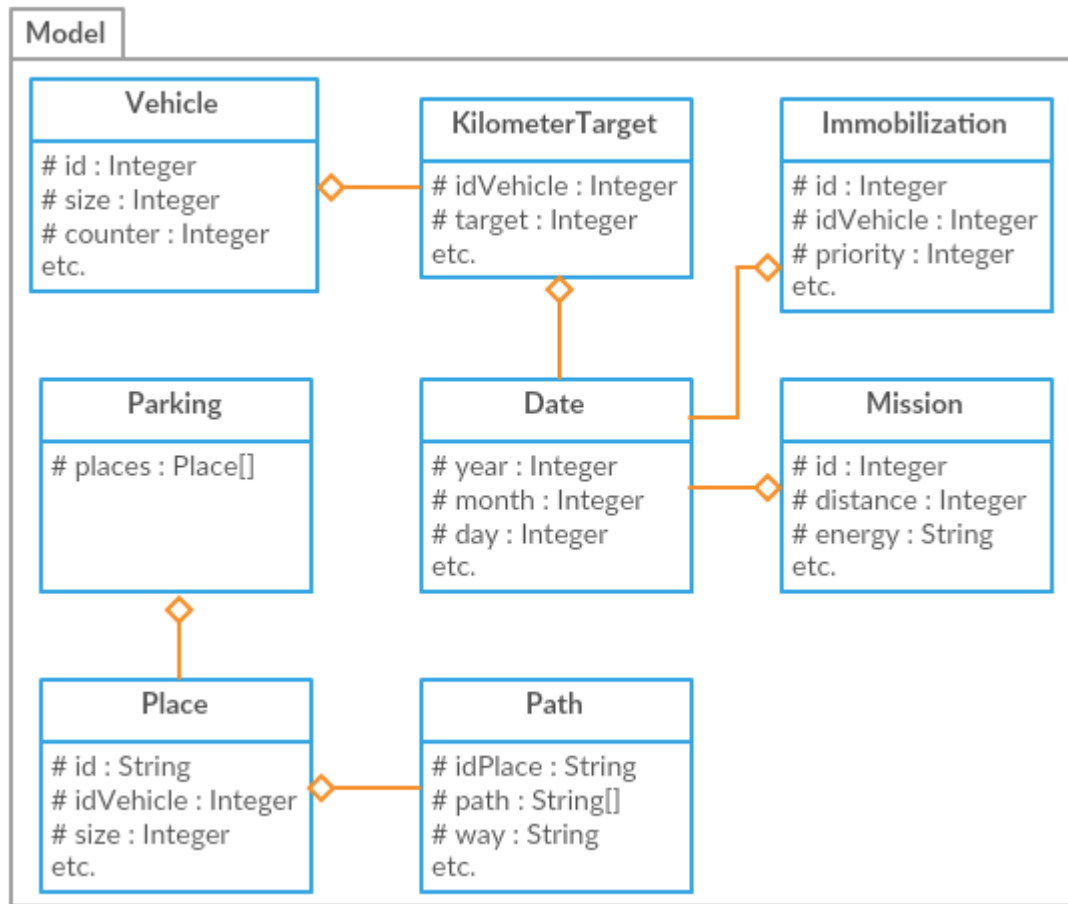 Model
Vehicle
# id : Integer
# size : Integer
# counter : Integer
etc.
KilometerTarget
# idVehicle : Integer
# target : Integer
etc.
Immobilization
# id : Integer
# idVehicle : Integer
# priority : Integer
etc.
Parking
# places : Place[]
Date
# year : Integer
# month : Integer
# day : Integer
etc.
Mission
# id : Integer
# distance : Integer
# energy : String
etc.
Place
# id : String
# idVehicle : Integer
# size : Integer
etc.
Path
# idPlace : String
# path : String[]
# way : String
etc.